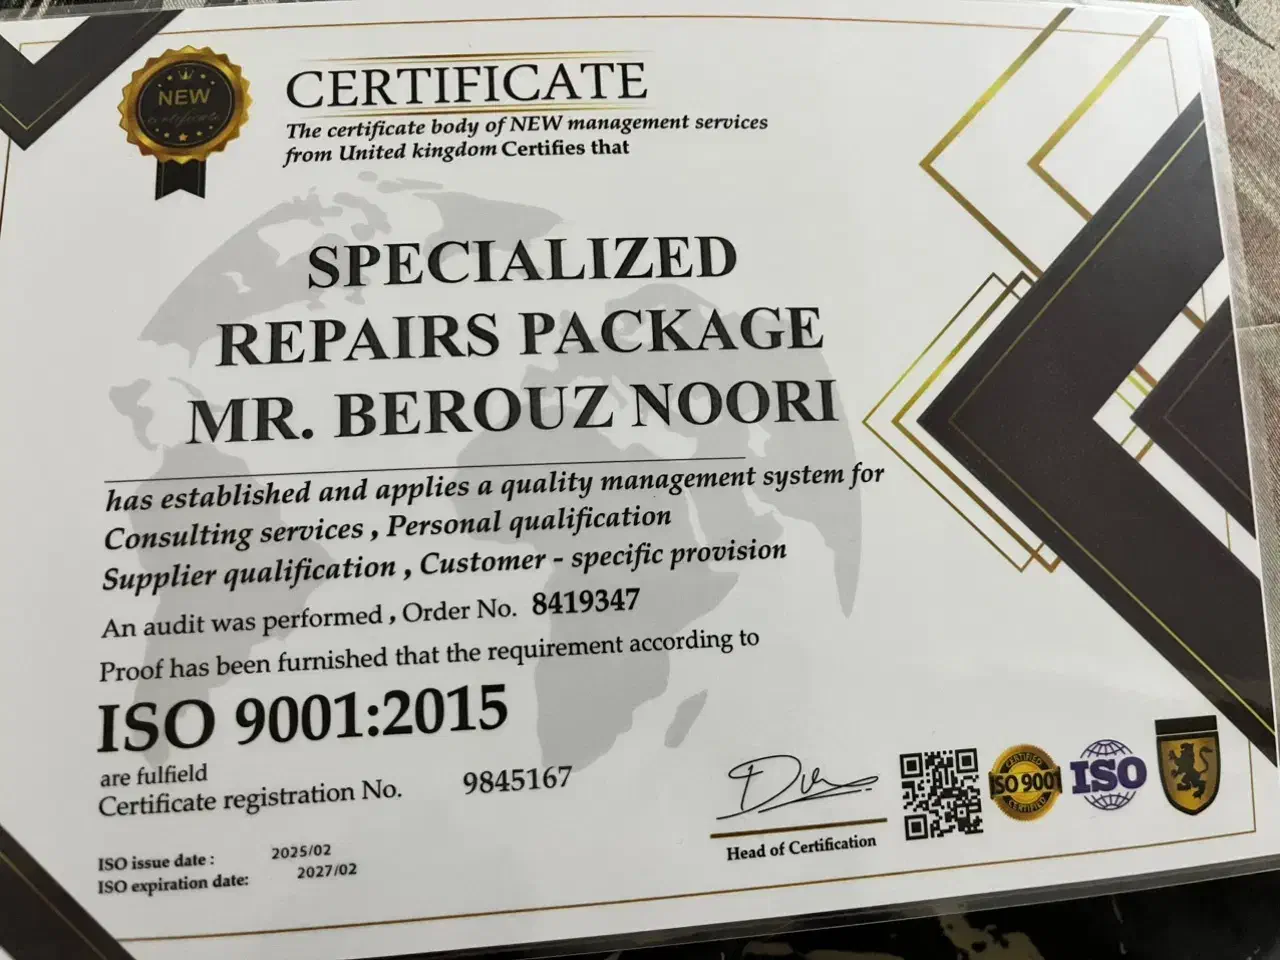 NEW
CERTIFICATE
The certificate body of NEW management services
from United kingdom Certifies that
SPECIALIZED
REPAIRS PACKAGE
MR. BEROUZ NOORI
has established and applies a quality management system for
Consulting services , Personal qualification
Supplier qualification , Customer - specific provision
An audit was performed , Order No. 8419347
Proof has been furnished that the requirement according to
ISO 9001:2015
are fulfield
Certificate registration No. 9845167
ISO issue date : 2025/02
ISO expiration date: 2027/02
Head of Certification
CERTIFIED
ISO 9001
CERTIFIED
ISO